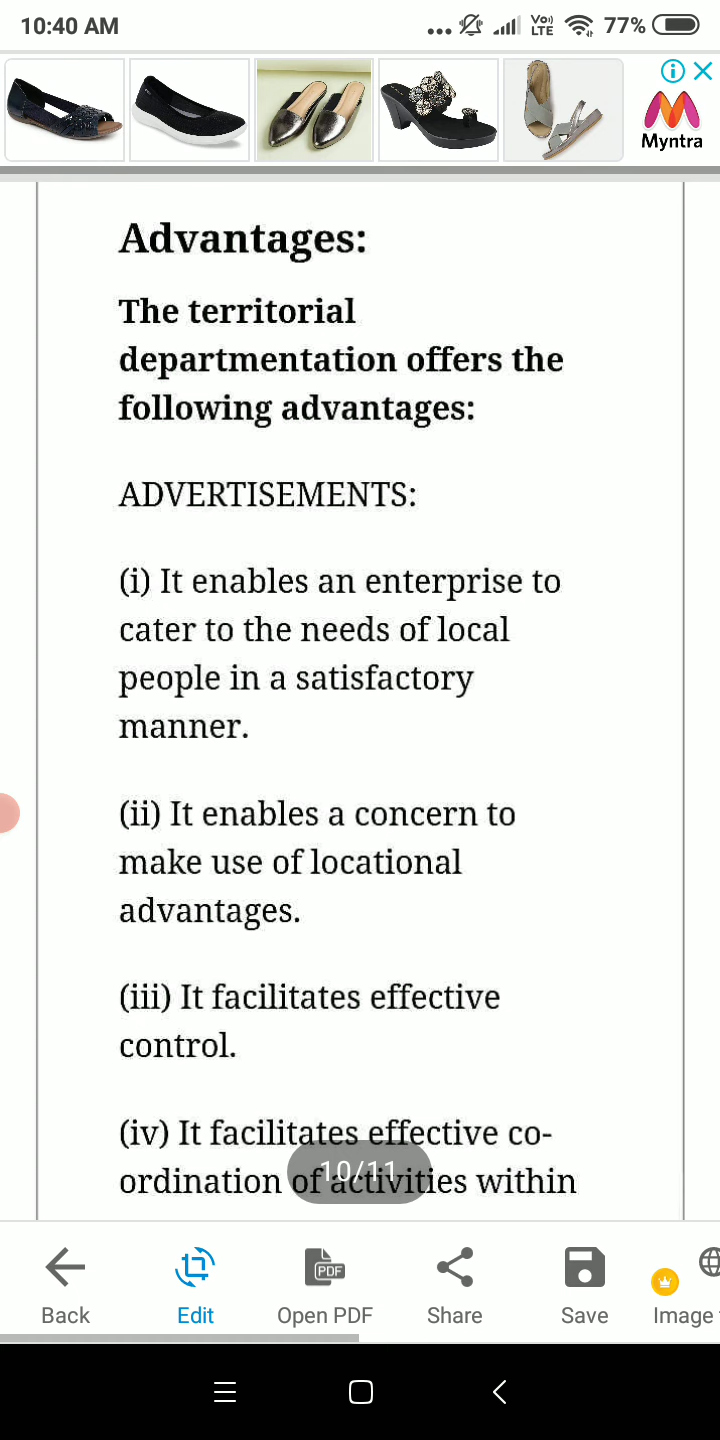 10:40 AM
Vo))
LTE
77%
Myntra
Advantages:
The territorial
departmentation offers the
following advantages:
ADVERTISEMENTS:
(i) It enables an enterprise to
cater to the needs of local
people in a satisfactory
manner.
(ii) It enables a concern to
make use of locational
advantages.
(iii) It facilitates effective
control.
(iv) It facilitates effective co-
ordination of activities within
10/11
PDF
Back
Edit
Open PDF
Share
Save
Image